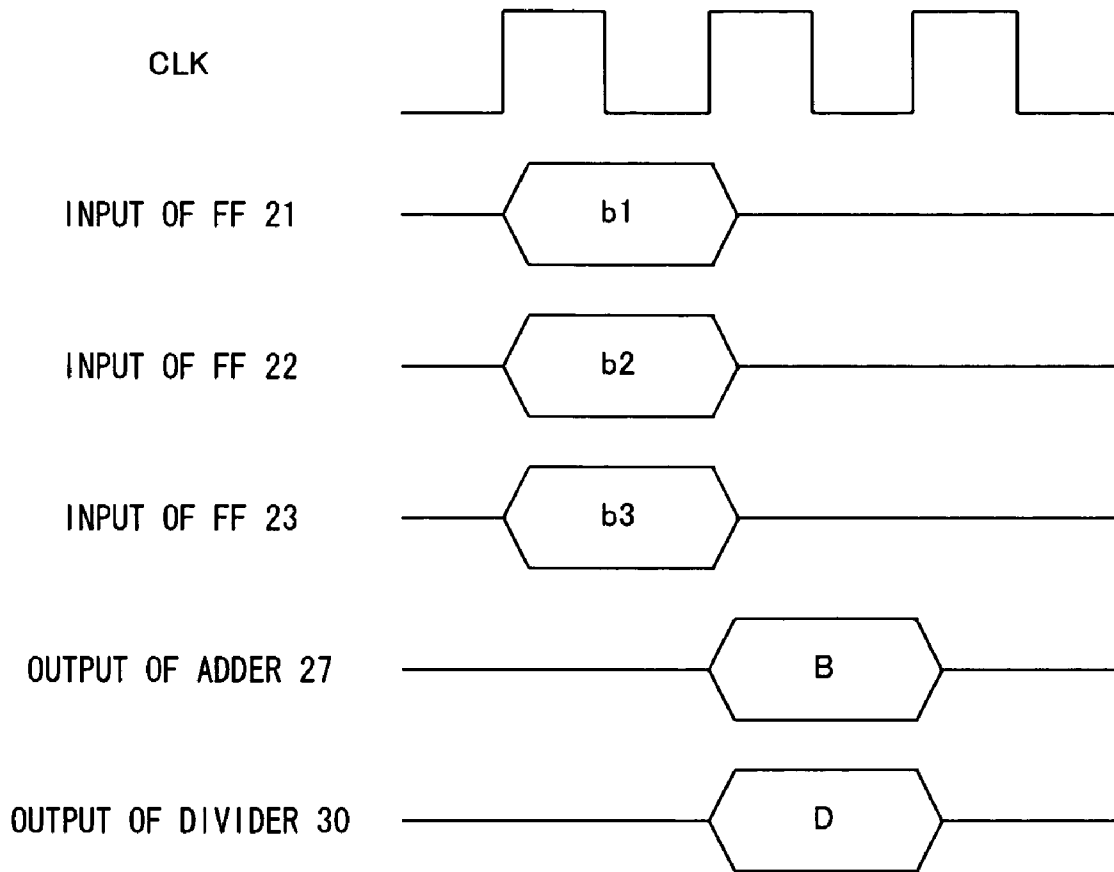 CLK
INPUT OF FF 21
b1
INPUT OF FF 22
b2
INPUT OF FF 23
b3
OUTPUT OF ADDER 27
B
OUTPUT OF DIVIDER 30
D